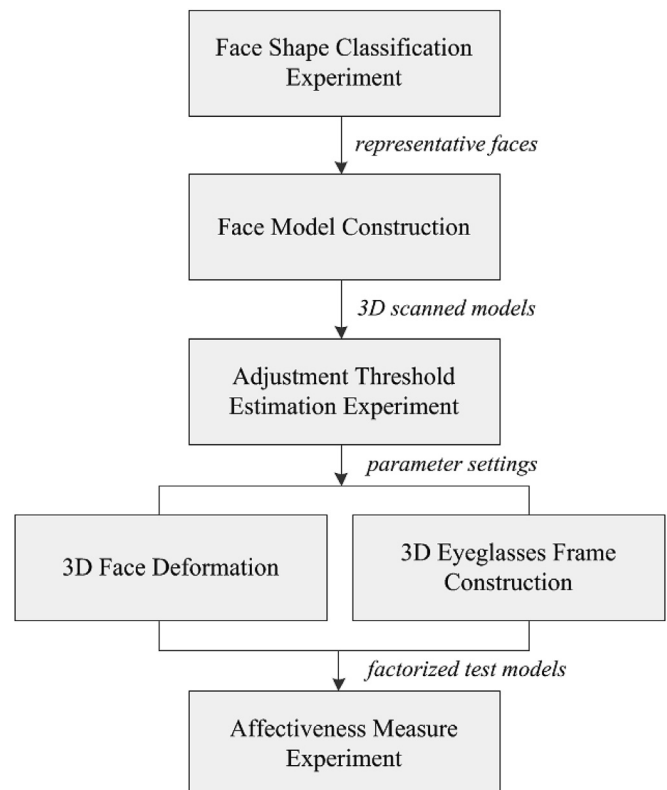 Face Shape Classification
Experiment
representative faces
Face Model Construction
3D scanned models
Adjustment Threshold
Estimation Experiment
parameter settings
3D Face Deformation
3D Eyeglasses Frame
Construction
factorized test models
Affectiveness Measure
Experiment